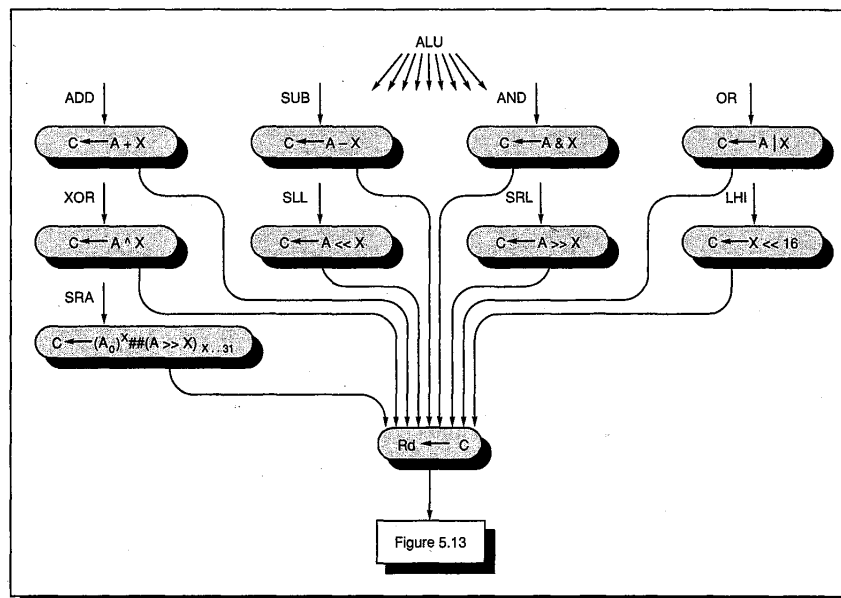 ALU
ADD SUB AND OR
C ← A + X C ← A – X C ← A & X C ← A | X
XOR SLL SRL LHI
C ← A ^ X C ← A << X C ← A >> X C ← X << 16
SRA
C ← (A₀)ˣ##(A >> X) X . . 31
Rd ← C
Figure 5.13